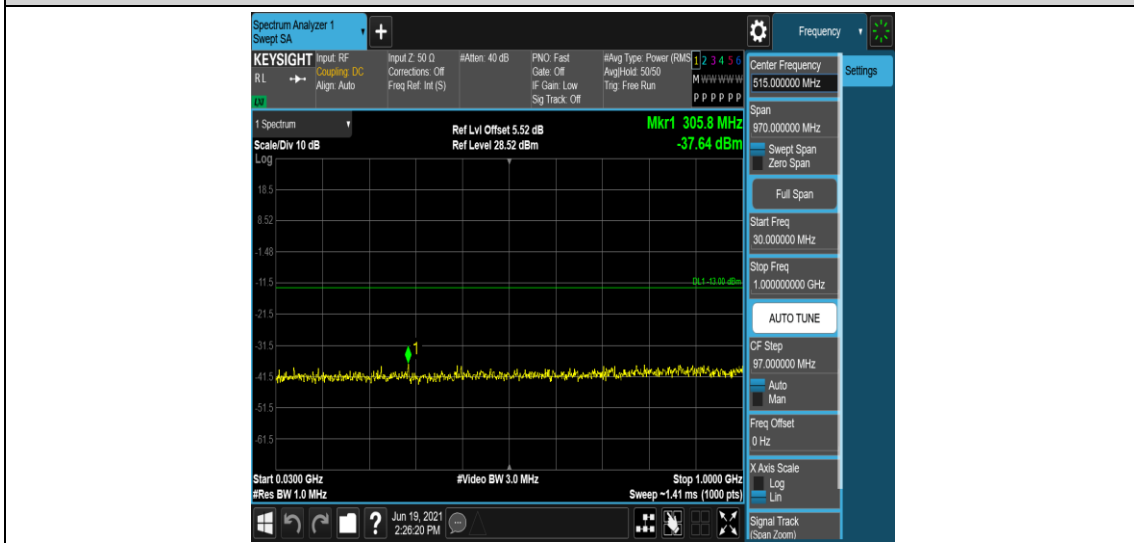 Spectrum Analyzer 1
Swept SA
+
Frequency
KEYSIGHT
RL
LXI
Input: RF
Coupling: DC
Align: Auto
Input Z: 50 Ω
Corrections: Off
Freq Ref: Int (S)
#Atten: 40 dB
PNO: Fast
Gate: Off
IF Gain: Low
Sig Track: Off
#Avg Type: Power (RMS
Avg|Hold: 50/50
Trig: Free Run
1 2 3 4 5 6
M W W W W W
P P P P P P
1 Spectrum
Scale/Div 10 dB
Log
Ref Lvl Offset 5.52 dB
Ref Level 28.52 dBm
Mkr1 305.8 MHz
-37.64 dBm
18.5
8.52
-1.48
-11.5
DL1 -13.00 dBm
-21.5
-31.5
1
-41.5
-51.5
-61.5
Start 0.0300 GHz
#Res BW 1.0 MHz
#Video BW 3.0 MHz
Stop 1.0000 GHz
Sweep ~1.41 ms (1000 pts)
?
Jun 19, 2021
2:26:20 PM
Center Frequency
515.000000 MHz
Settings
Span
970.000000 MHz
Swept Span
Zero Span
Full Span
Start Freq
30.000000 MHz
Stop Freq
1.000000000 GHz
AUTO TUNE
CF Step
97.000000 MHz
Auto
Man
Freq Offset
0 Hz
X Axis Scale
Log
Lin
Signal Track
(Span Zoom)